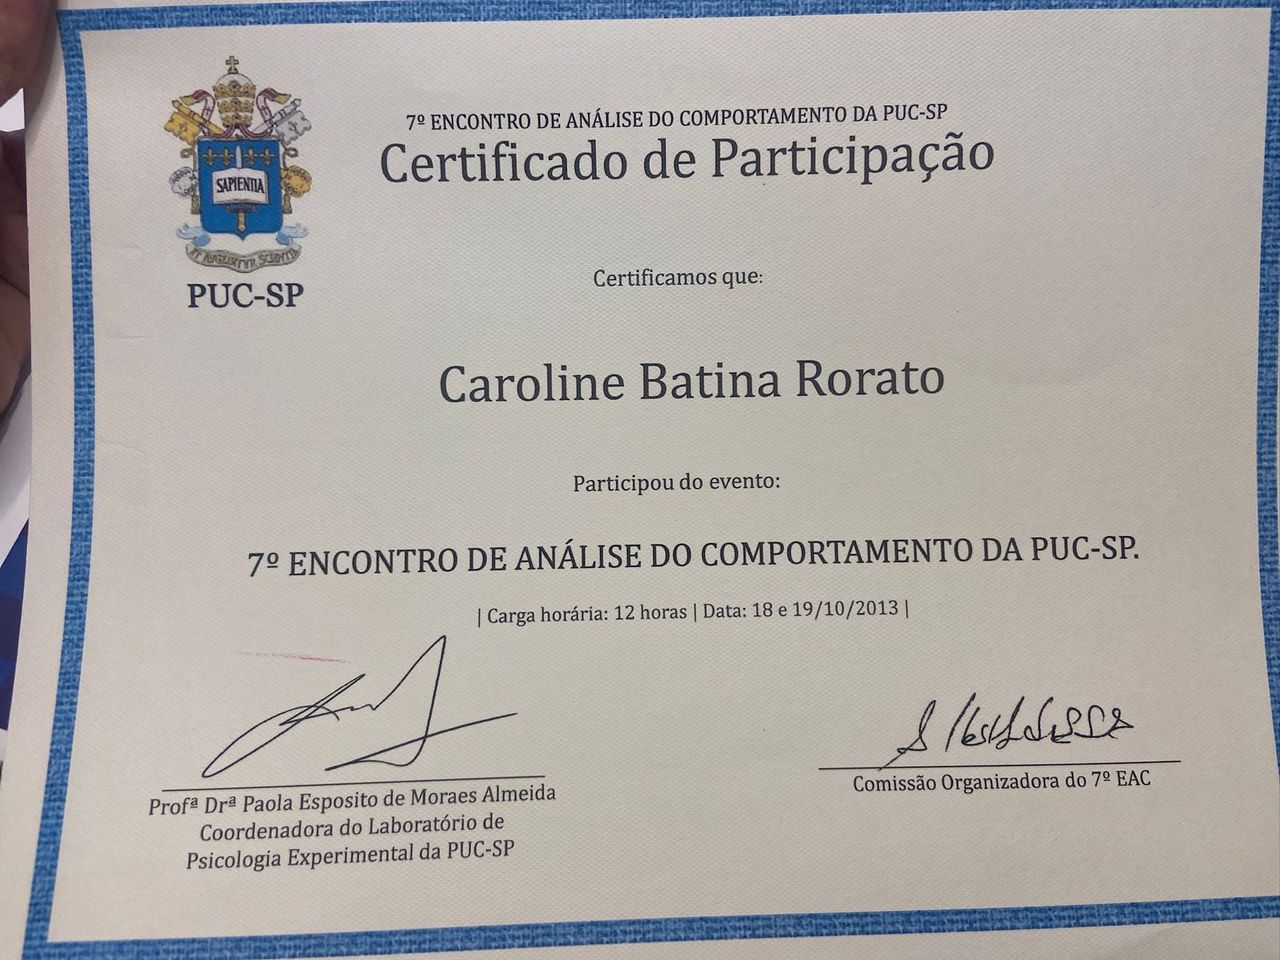 7º ENCONTRO DE ANÁLISE DO COMPORTAMENTO DA PUC-SP
Certificado de Participação
SAPIENTIA
ET AVGEBITVR SCIENTIA
PUC-SP
Certificamos que:
Caroline Batina Rorato
Participou do evento:
7º ENCONTRO DE ANÁLISE DO COMPORTAMENTO DA PUC-SP.
| Carga horária: 12 horas | Data: 18 e 19/10/2013 |
Profª Drª Paola Esposito de Moraes Almeida
Coordenadora do Laboratório de
Psicologia Experimental da PUC-SP
Comissão Organizadora do 7º EAC